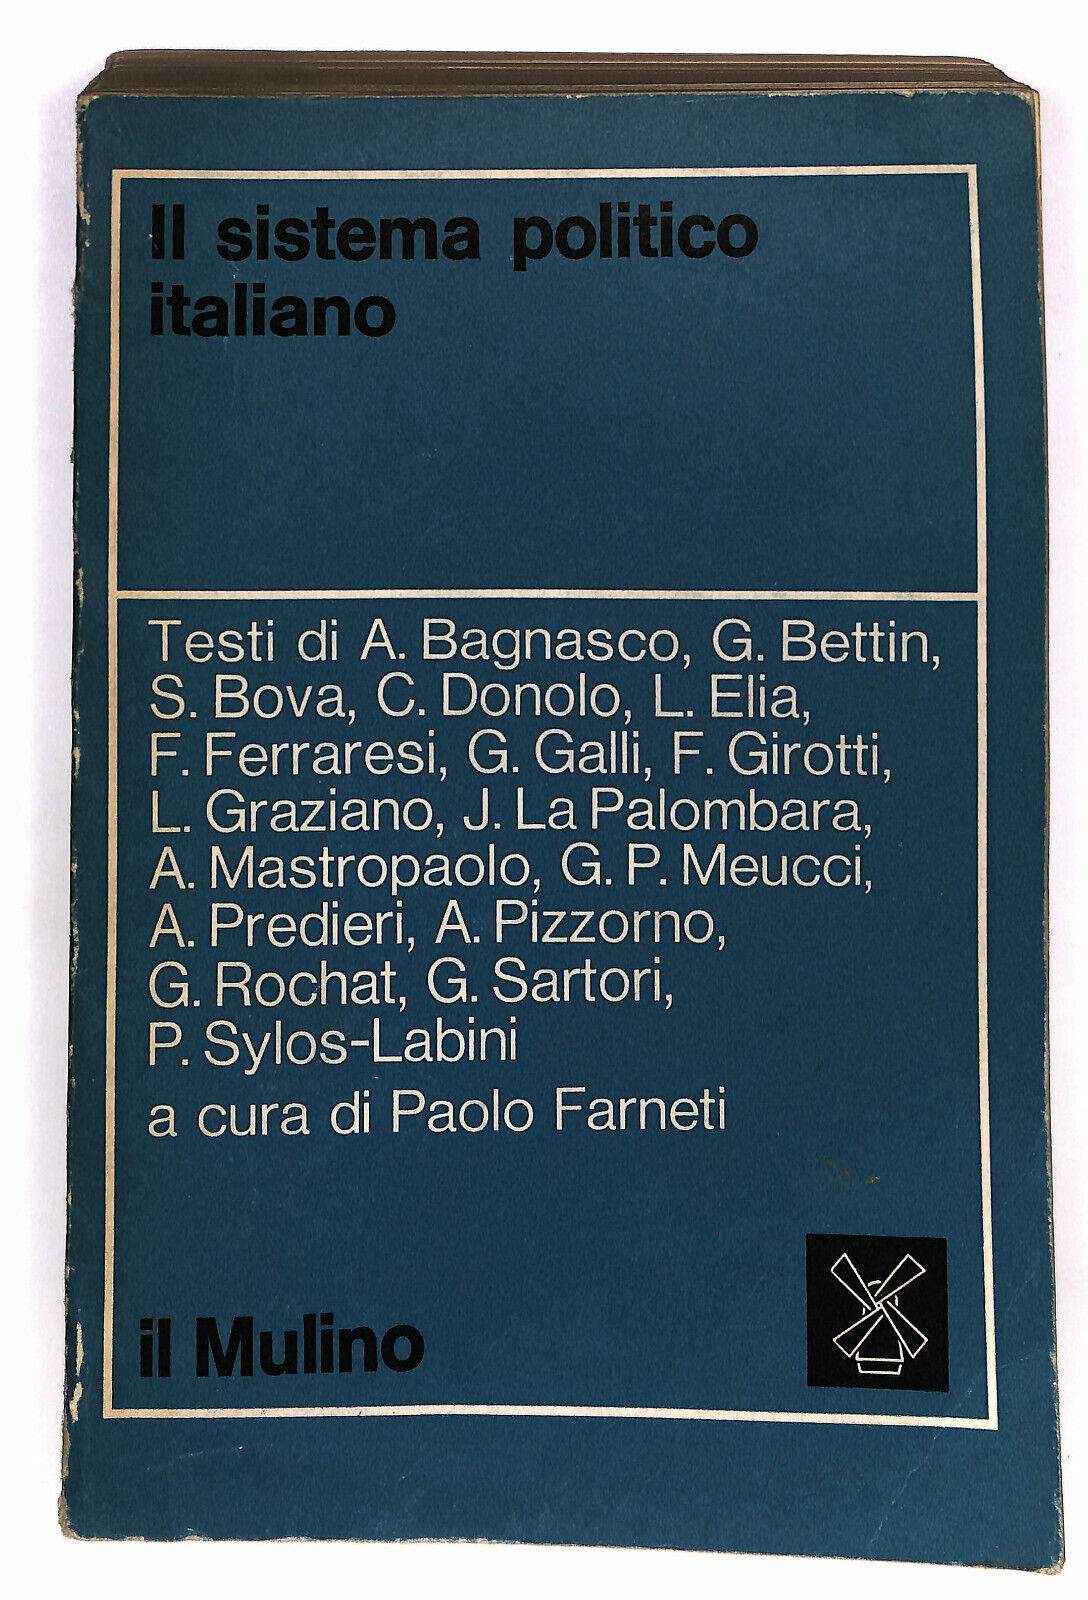 Il sistema politico
italiano
Testi di A. Bagnasco, G. Bettin,
S. Bova, C. Donolo, L. Elia,
F. Ferraresi, G. Galli, F. Girotti,
L. Graziano, J. La Palombara,
A. Mastropaolo, G. P. Meucci,
A. Predieri, A. Pizzorno,
G. Rochat, G. Sartori,
P. Sylos-Labini
a cura di Paolo Farneti
il Mulino